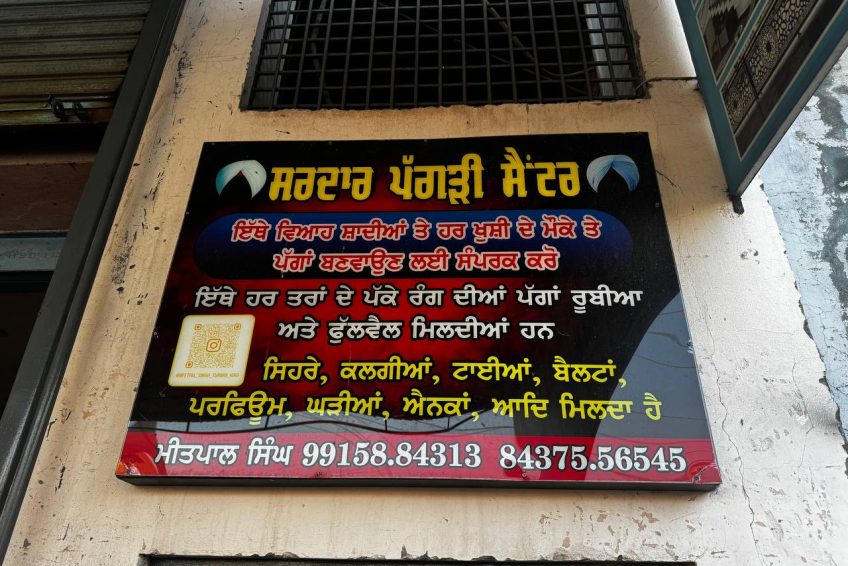 ਸਰਦਾਰ ਪੱਗੜੀ ਸੈਂਟਰ
ਇੱਥੇ ਵਿਆਹ ਸ਼ਾਦੀਆਂ ਤੇ ਹਰ ਖੁਸ਼ੀ ਦੇ ਮੌਕੇ ਤੇ
ਪੱਗਾਂ ਬਣਵਾਉਣ ਲਈ ਸੰਪਰਕ ਕਰੋ
ਇੱਥੇ ਹਰ ਤਰਾਂ ਦੇ ਪੱਕੇ ਰੰਗ ਦੀਆਂ ਪੱਗਾਂ ਰੂਬੀਆ
ਅਤੇ ਫੁੱਲਵੈਲ ਮਿਲਦੀਆਂ ਹਨ
ਸਿਹਰੇ, ਕਲਗੀਆਂ, ਟਾਈਆਂ, ਬੈਲਟਾਂ,
ਪਰਫਿਊਮ, ਘੜੀਆਂ, ਐਨਕਾਂ, ਆਦਿ ਮਿਲਦਾ ਹੈ
ਮੀਤਪਾਲ ਸਿੰਘ 99158.84313 84375.56545